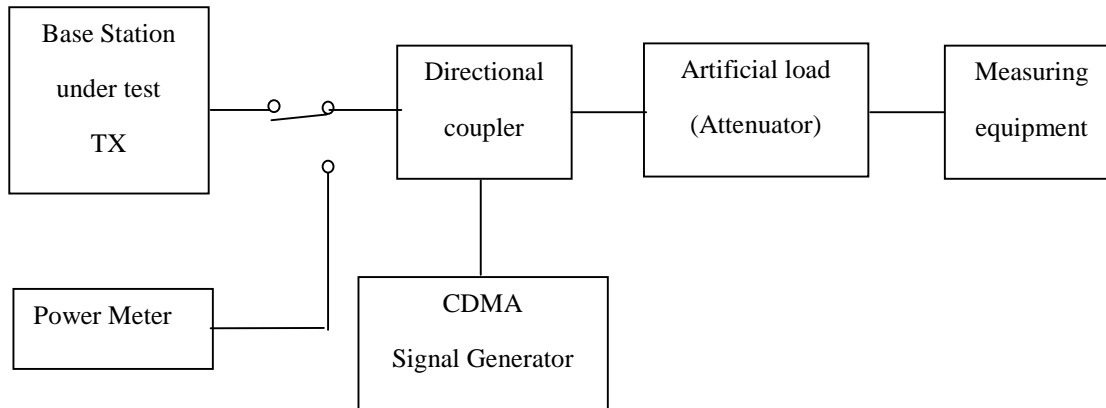 Base Station
under test
TX
Directional
coupler
Artificial load
(Attenuator)
Measuring
equipment
Power Meter
CDMA
Signal Generator